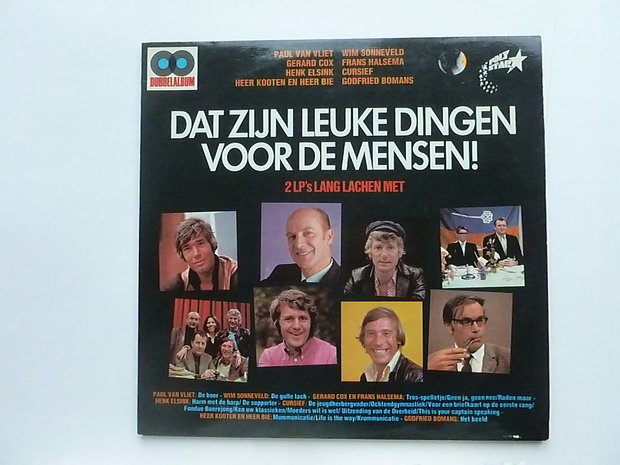 DUBBELALBUM
PAUL VAN VLIET WIM SONNEVELD
GERARD COX FRANS HALSEMA
HENK ELSINK CURSIEF
HEER KOOTEN EN HEER BIE GODFRIED BOMANS
POLY
STAR
DAT ZIJN LEUKE DINGEN
VOOR DE MENSEN!
2 LP's LANG LACHEN MET
PAUL VAN VLIET: De boer - WIM SONNEVELD: De gulle lach - GERARD COX EN FRANS HALSEMA: Tros-spelletje/Geen ja, geen nee/Raden maar -
HENK ELSINK: Harm met de harp/De supporter - CURSIEF: De jeugdherbergvader/Ochtendgymnastiek/Voor een briefkaart op de eerste rang/
Fondue Boerejong/Ken uw klassieken/Moeders wil is wet/Uitzending van de Overheid/This is your captain speaking -
HEER KOOTEN EN HEER BIE: Mommunicatie/Life is the way/Krommunicatie - GODFRIED BOMANS: Het beeld